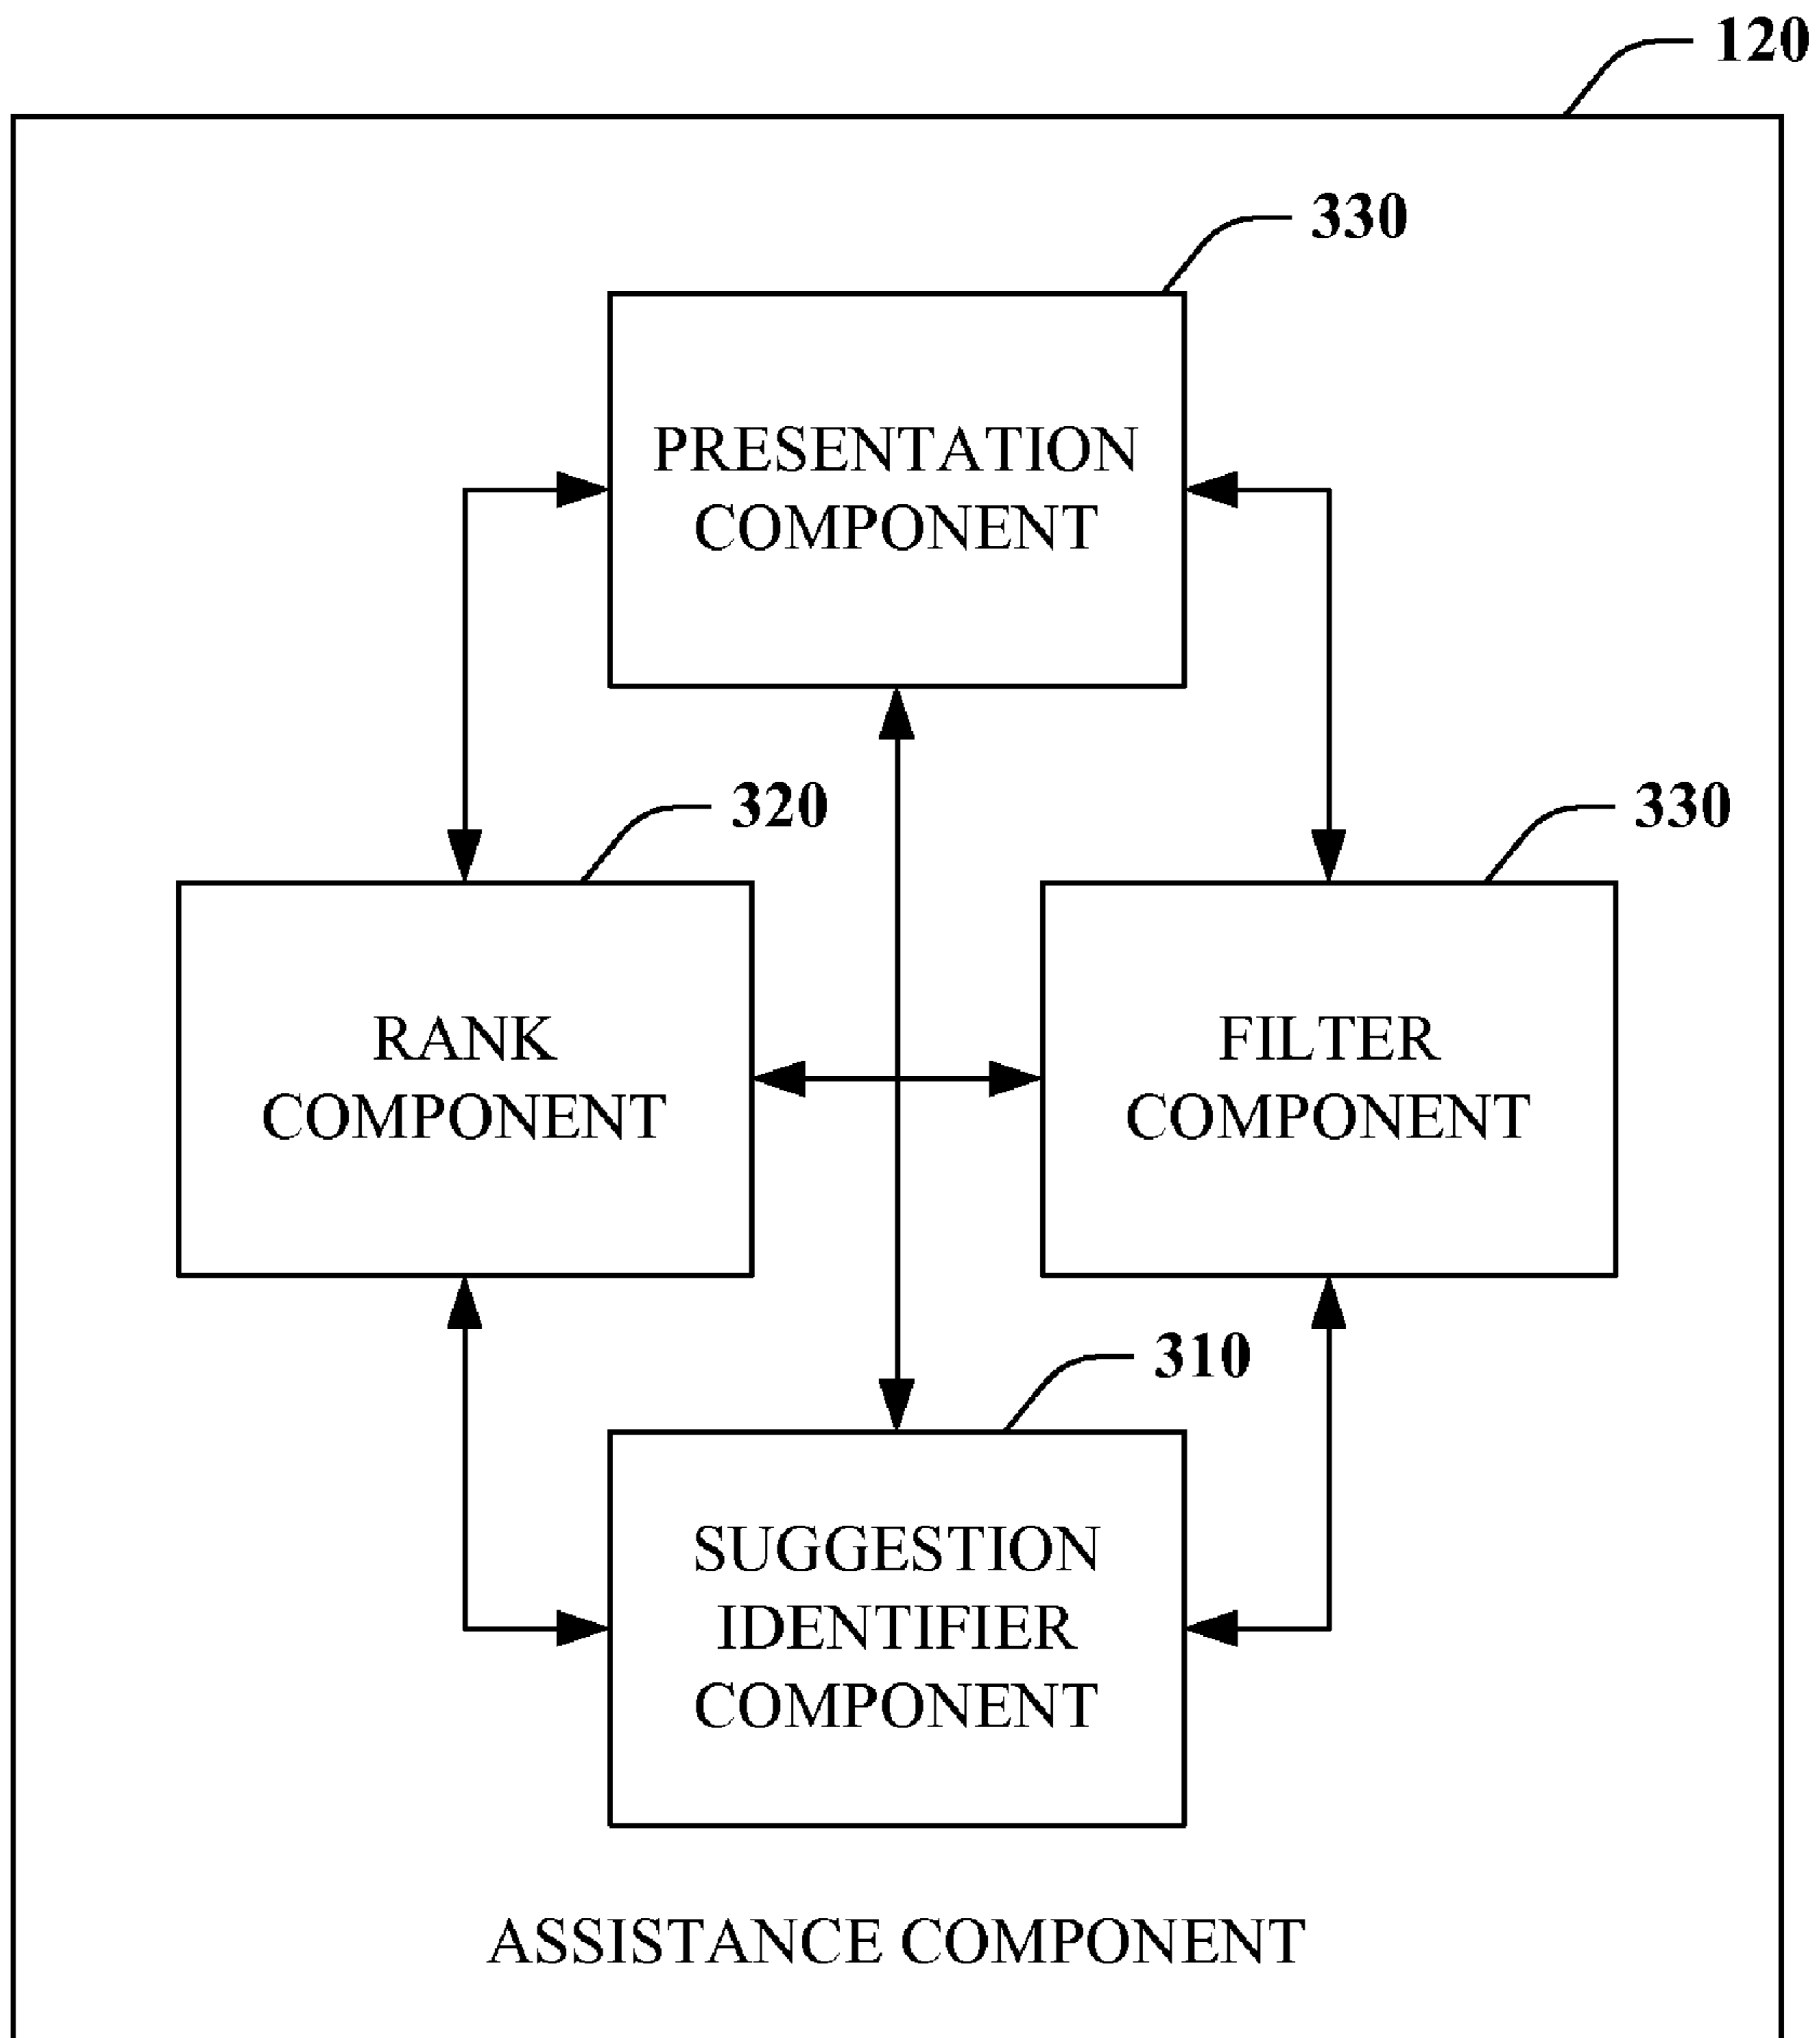 120
330
PRESENTATION
COMPONENT
320
330
RANK
COMPONENT
FILTER
COMPONENT
310
SUGGESTION
IDENTIFIER
COMPONENT
ASSISTANCE COMPONENT